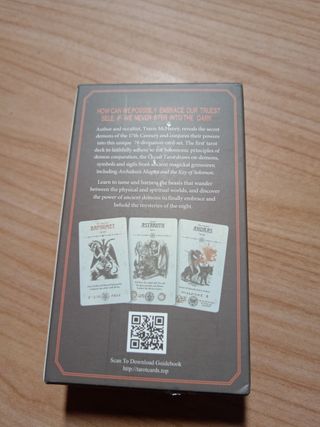 HOW CAN WE POSSIBLY EMBRACE OUR TRUEST
SELF, IF WE NEVER STEP INTO THE DARK
Author and occultist, Travis McHenry, reveals the secret
demons of the 17th Century and conjures their powers
into this unique 78 divination card set. The first tarot
deck to faithfully adhere to the Solomonic principles of
demon conjuration, the Occult Tarot draws on demons,
symbols and sigils from ancient magickal grimoires,
including and the Key of Solomon.
Learn to tame and harness the beasts that wander
between the physical and spiritual worlds, and discover
the power of ancient demons to finally embrace and
behold the mysteries of the night.
BAPHOMET
ASTAROTH
ANDRAS
Scan To Download Guidebook
http://tarotcards.top